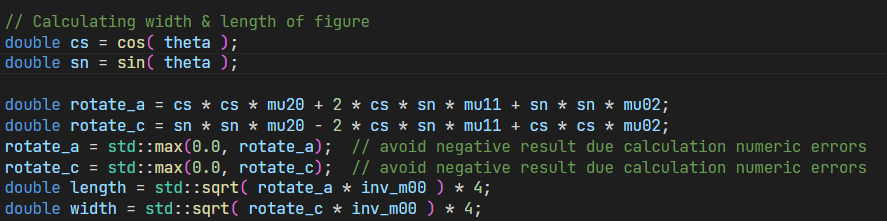 // Calculating width & length of figure
double cs = cos( theta );
double sn = sin( theta );
double rotate_a = cs * cs * mu20 + 2 * cs * sn * mu11 + sn * sn * mu02;
double rotate_c = sn * sn * mu20 - 2 * cs * sn * mu11 + cs * cs * mu02;
rotate_a = std::max(0.0, rotate_a);  // avoid negative result due calculation numeric errors
rotate_c = std::max(0.0, rotate_c);  // avoid negative result due calculation numeric errors
double length = std::sqrt( rotate_a * inv_m00 ) * 4;
double width = std::sqrt( rotate_c * inv_m00 ) * 4;